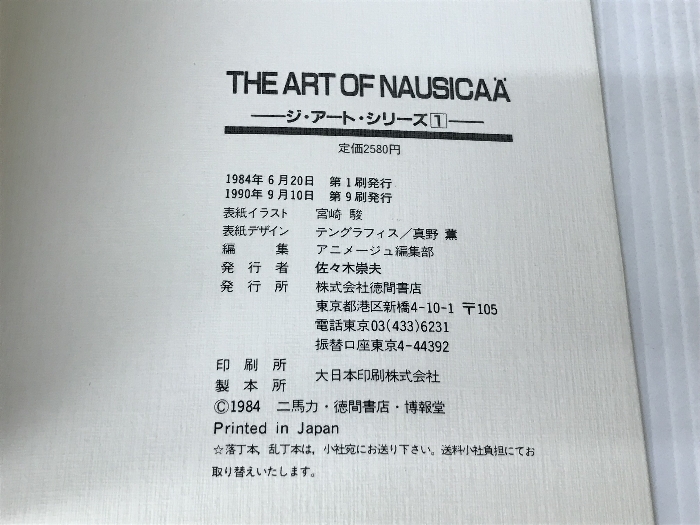 THE ART OF NAUSICAÄ
ジ・アート・シリーズ1
定価2580円
1984年6月20日 第1刷発行
1990年9月10日 第9刷発行
表紙イラスト 宮崎 駿
表紙デザイン テングラフィス/真野 薫
編集 アニメージュ編集部
発行者 佐々木崇夫
発行所 株式会社徳間書店
東京都港区新橋4-10-1 〒105
電話東京03(433)6231
振替口座東京4-44392
印刷所
製本所 大日本印刷株式会社
©1984 二馬力・徳間書店・博報堂
Printed in Japan
☆落丁本,乱丁本は,小社宛にお送り下さい。送料小社負担にてお
取り替えいたします。